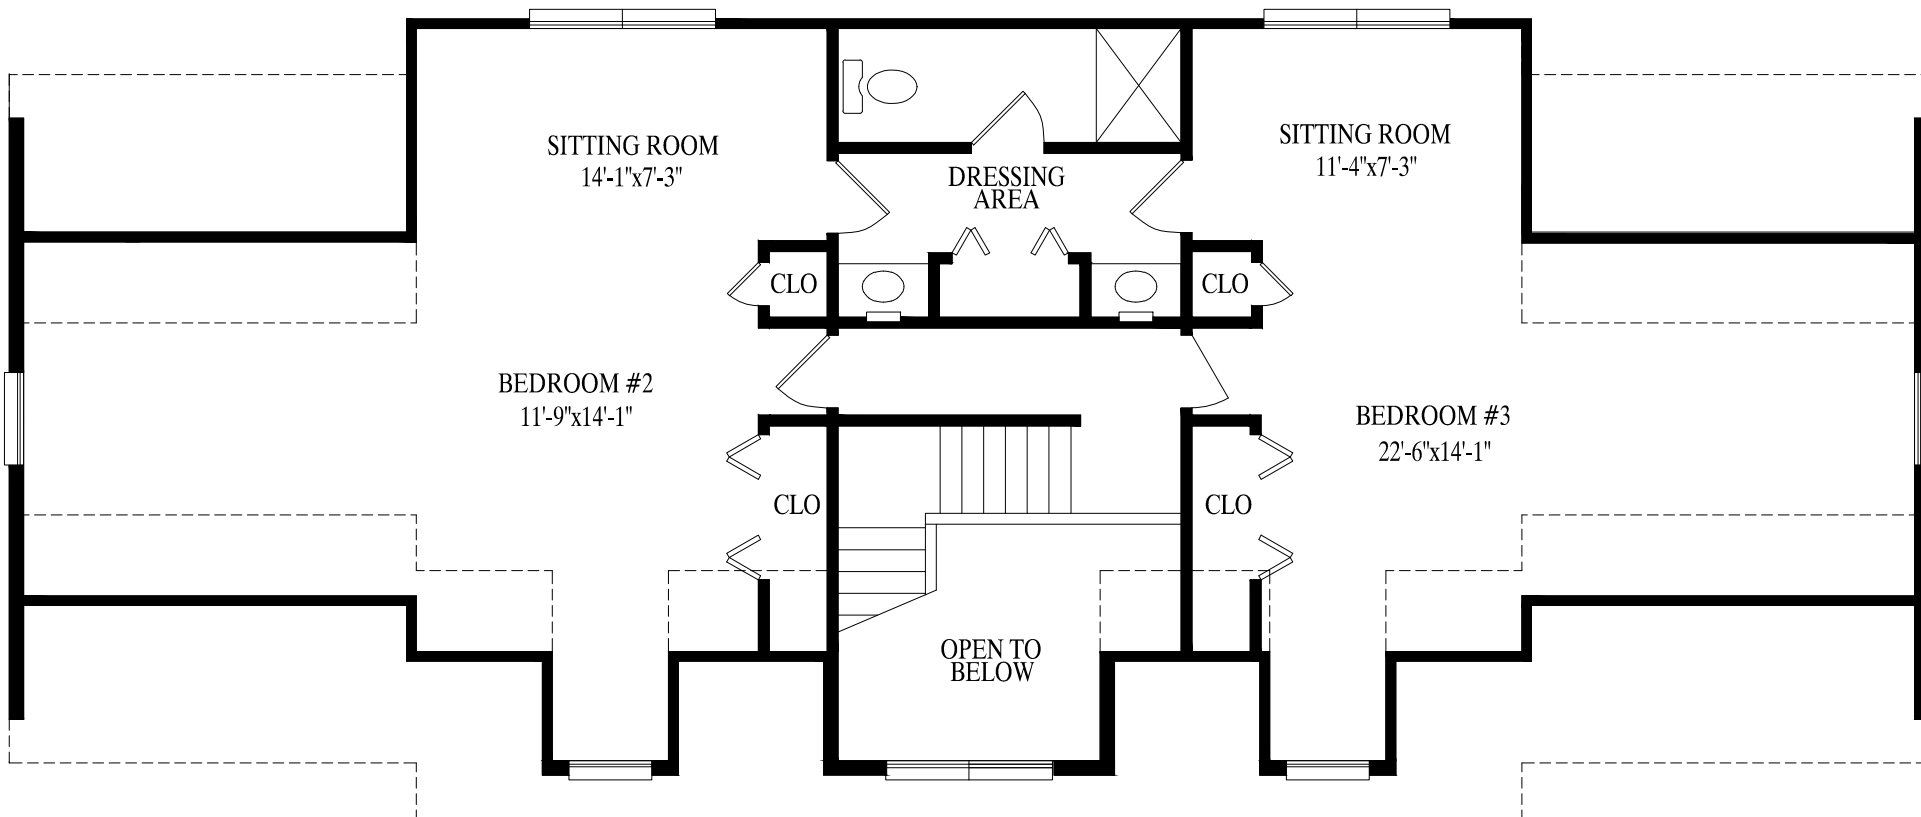 SITTING ROOM
14'-1"x7'-3"
DRESSING
AREA
SITTING ROOM
11'-4"x7'-3"
CLO
CLO
BEDROOM #2
11'-9"x14'-1"
BEDROOM #3
22'-6"x14'-1"
CLO
CLO
OPEN TO
BELOW